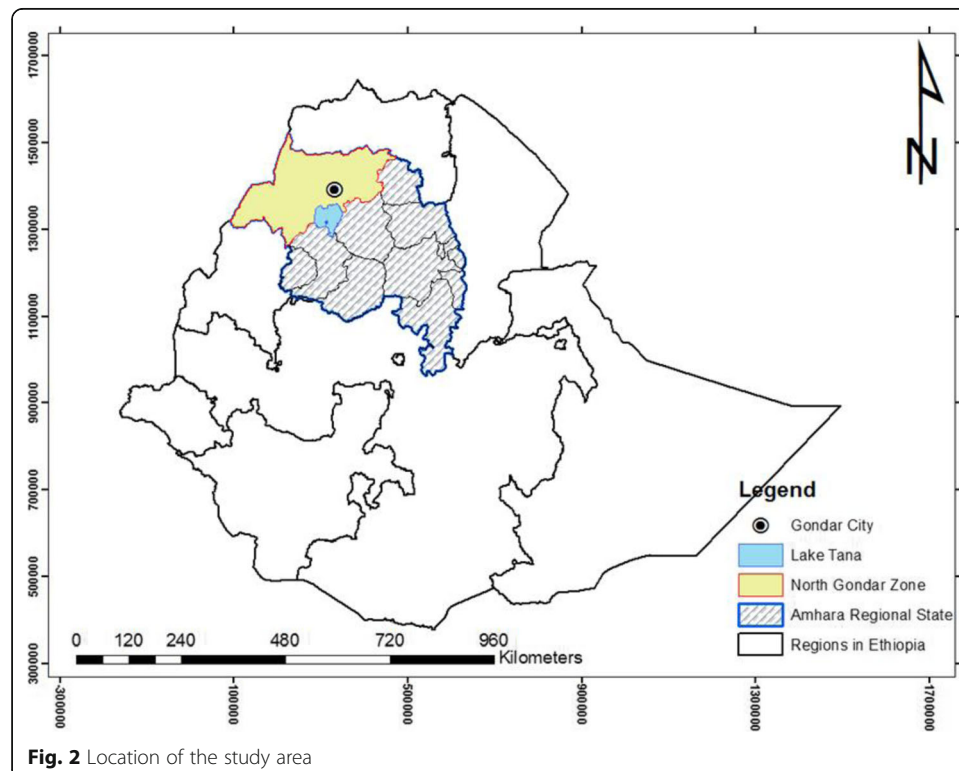 1700000
1500000
1300000
1100000
900000
700000
500000
300000
N
Legend
Gondar City
Lake Tana
North Gondar Zone
Amhara Regional State
Regions in Ethiopia
0 120 240 480 720 960
Kilometers
-300000 100000 500000 900000 1300000 1700000
Fig. 2 Location of the study area